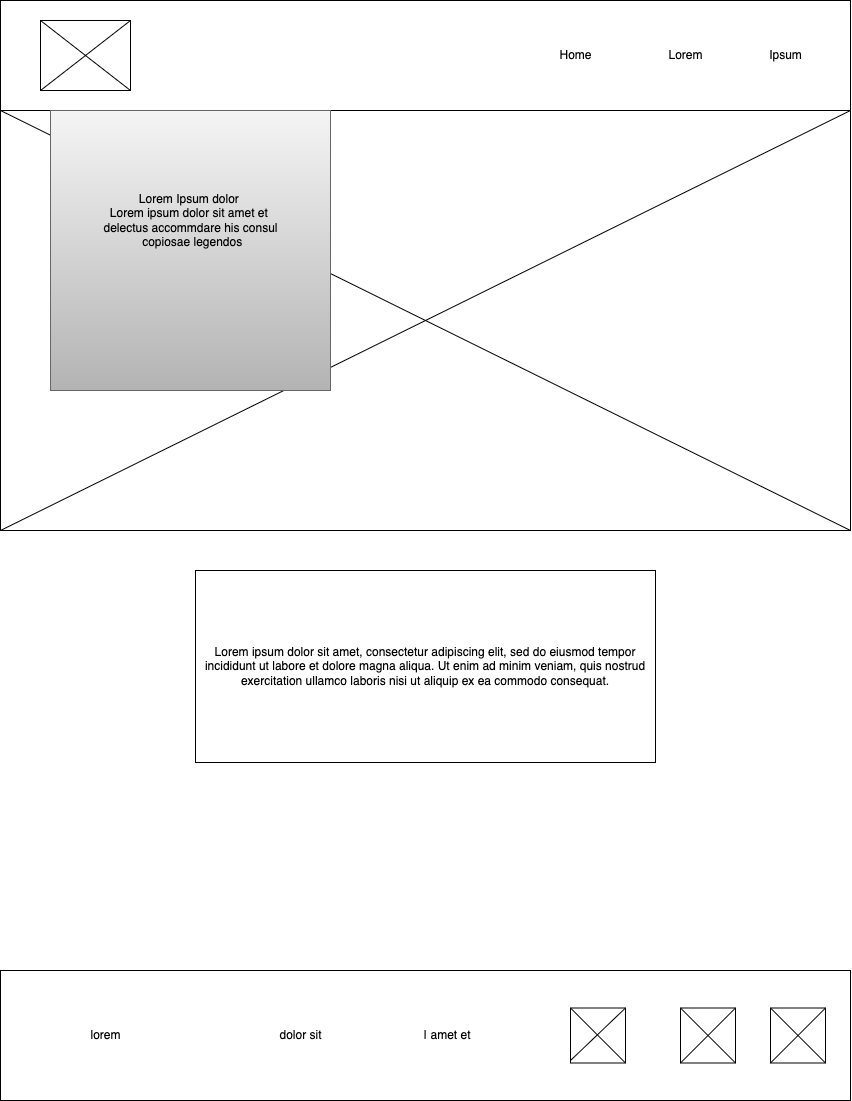 Home Lorem Ipsum
Lorem Ipsum dolor
Lorem ipsum dolor sit amet et
delectus accommdare his consul
copiosae legendos
Lorem ipsum dolor sit amet, consectetur adipiscing elit, sed do eiusmod tempor
incididunt ut labore et dolore magna aliqua. Ut enim ad minim veniam, quis nostrud
exercitation ullamco laboris nisi ut aliquip ex ea commodo consequat.
lorem dolor sit l amet et